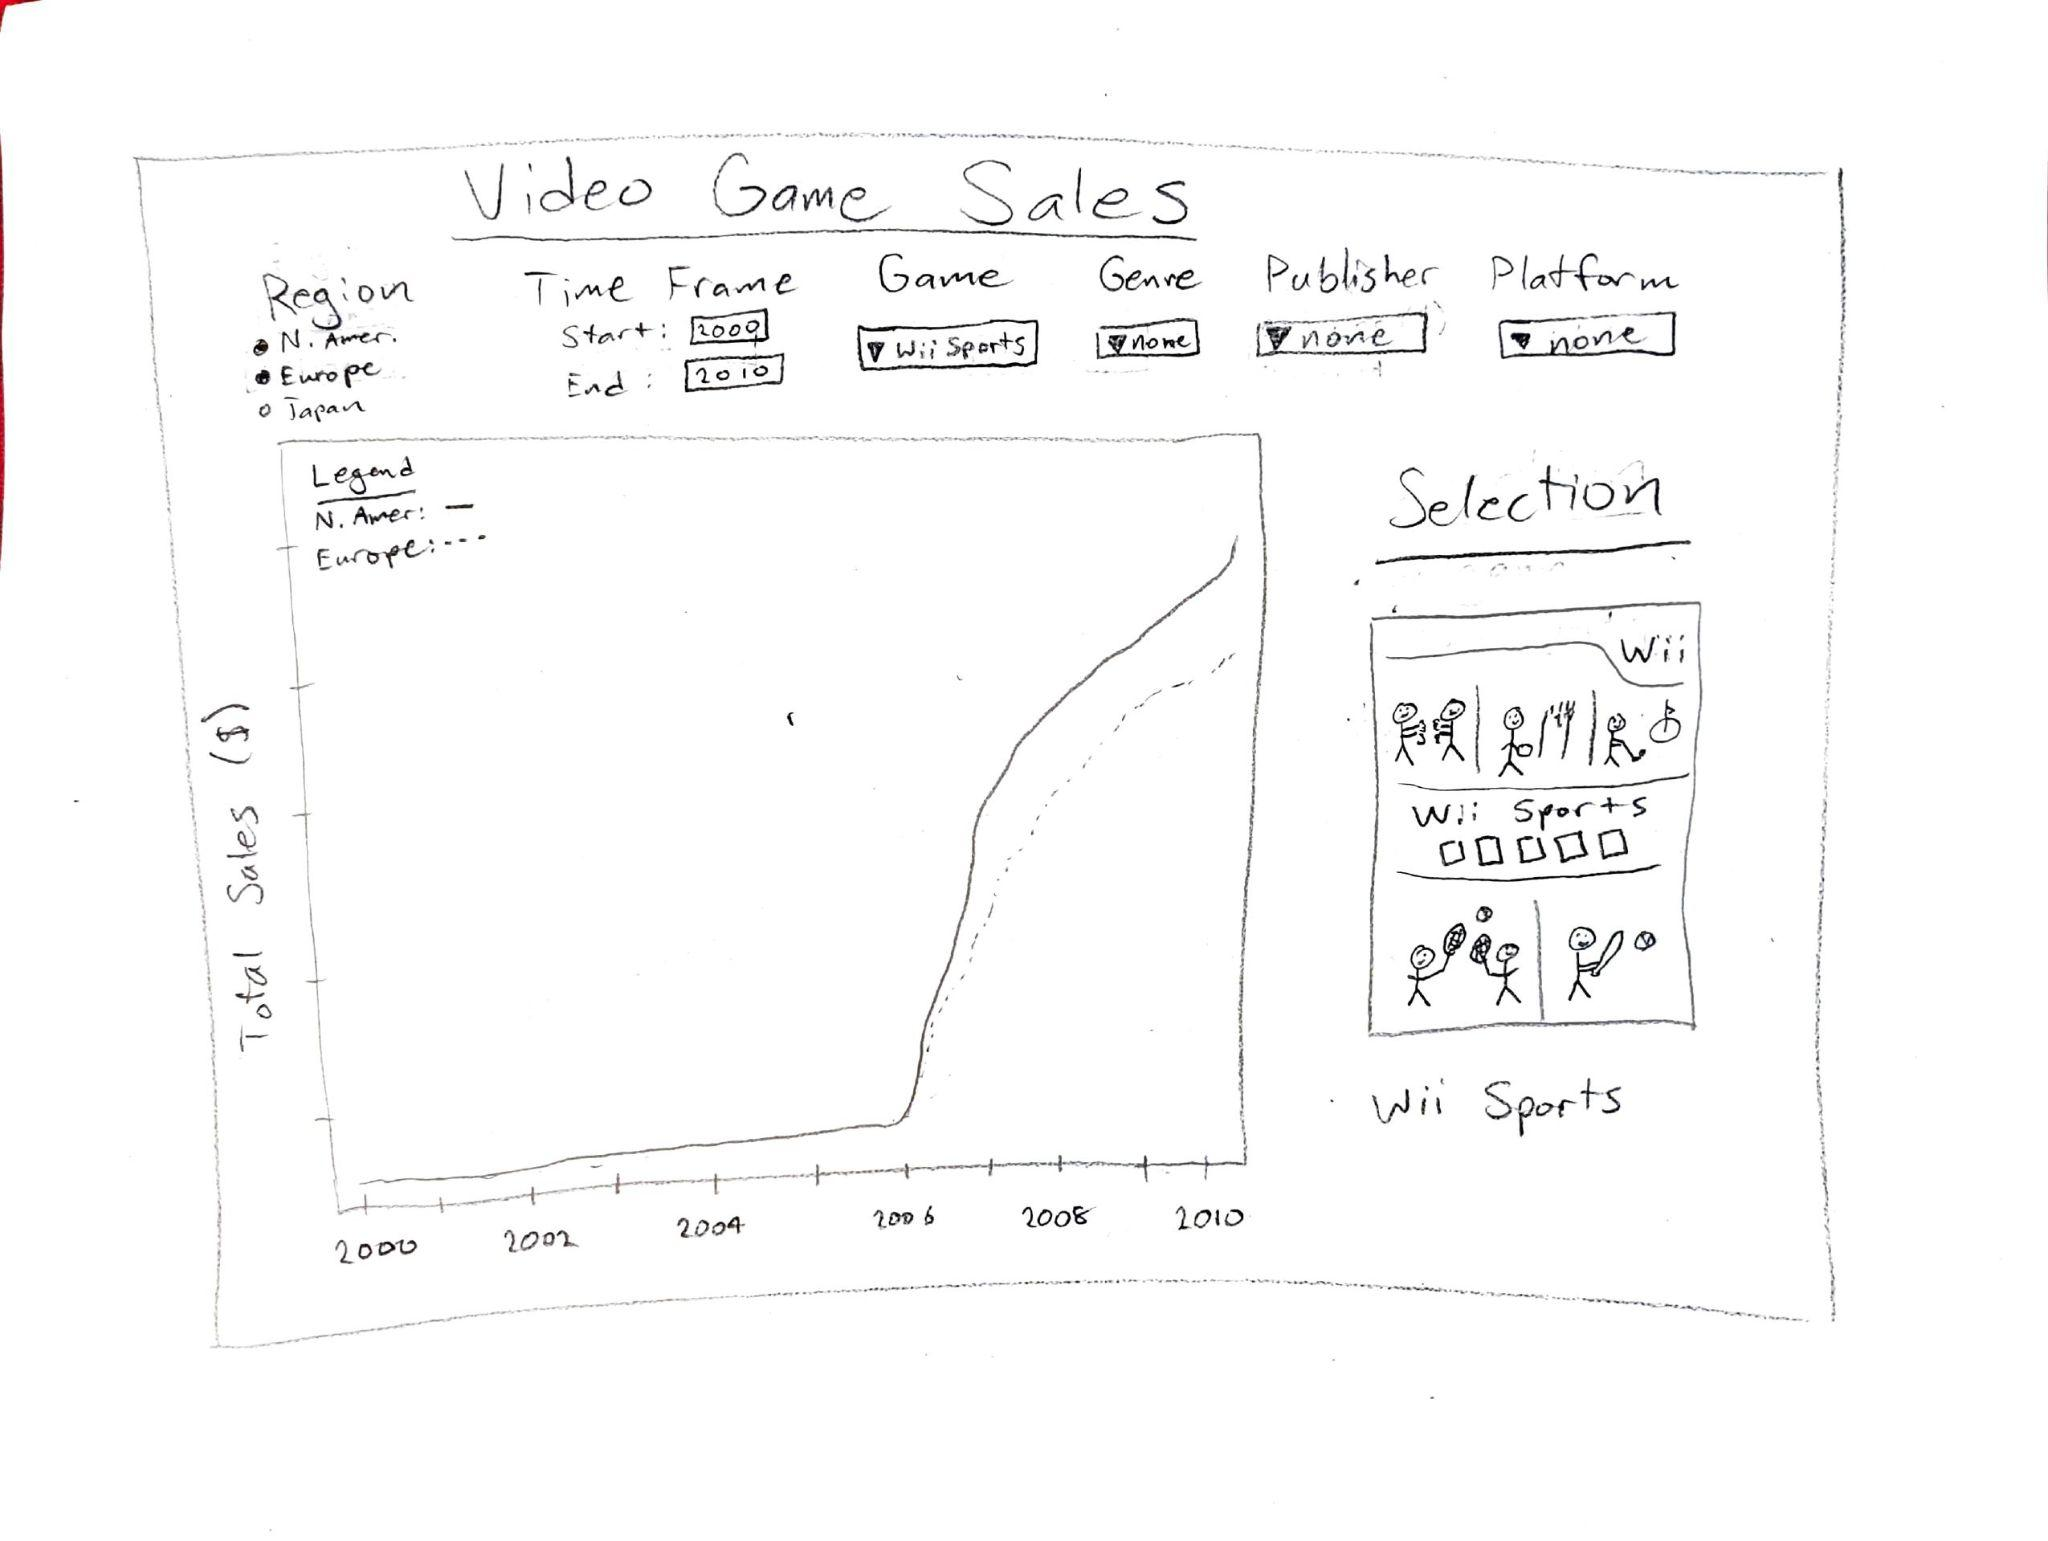 Video Game Sales
Region
N. Amer.
Europe
Japan
Time Frame
Start: 2000
End: 2010
Game
Wii Sports
Genre
none
Publisher
none
Platform
none
Legend
N. Amer:
Europe:
Total Sales ($)
2000 2002 2004 2006 2008 2010
Selection
Wii
Wii Sports
Wii Sports